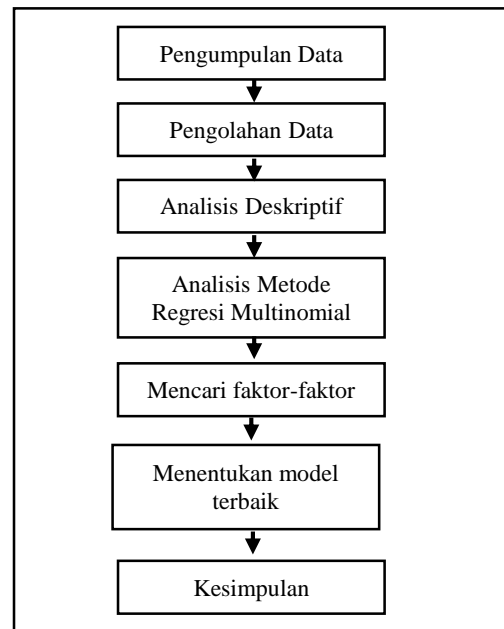 Pengumpulan Data
Pengolahan Data
Analisis Deskriptif
Analisis Metode
Regresi Multinomial
Mencari faktor-faktor
Menentukan model
terbaik
Kesimpulan